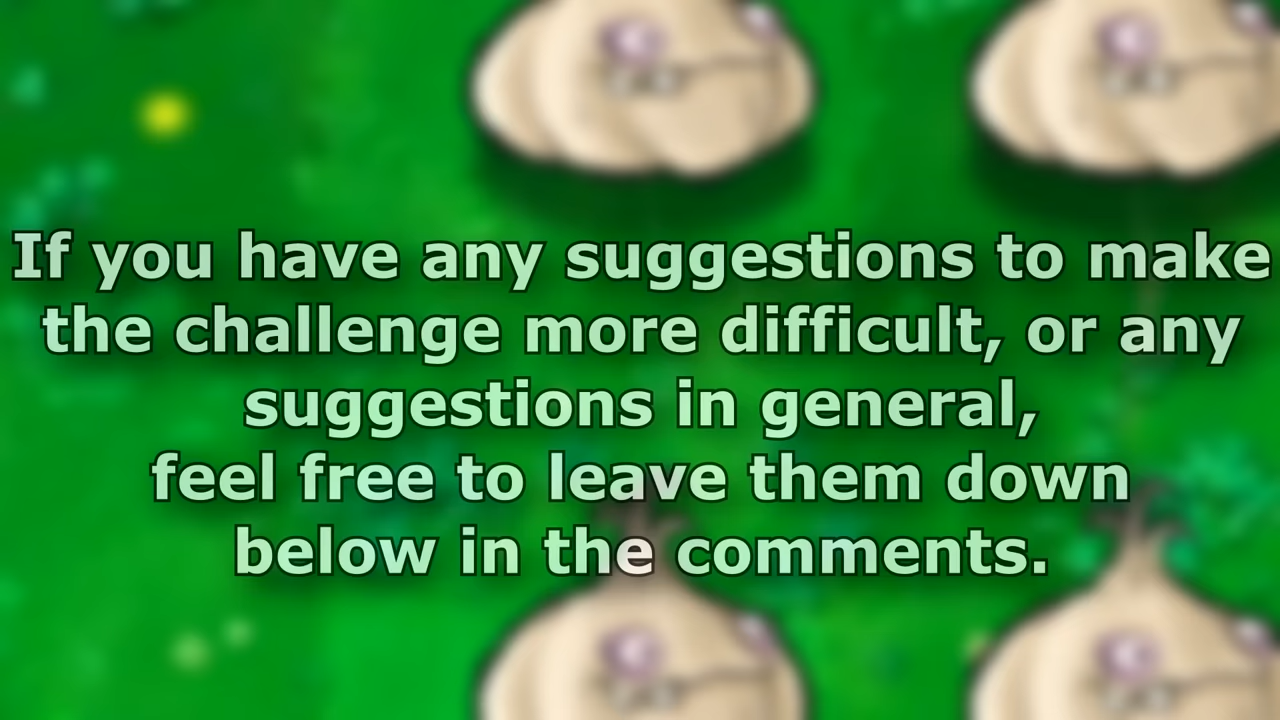 If you have any suggestions to make
the challenge more difficult, or any
suggestions in general,
feel free to leave them down
below in the comments.